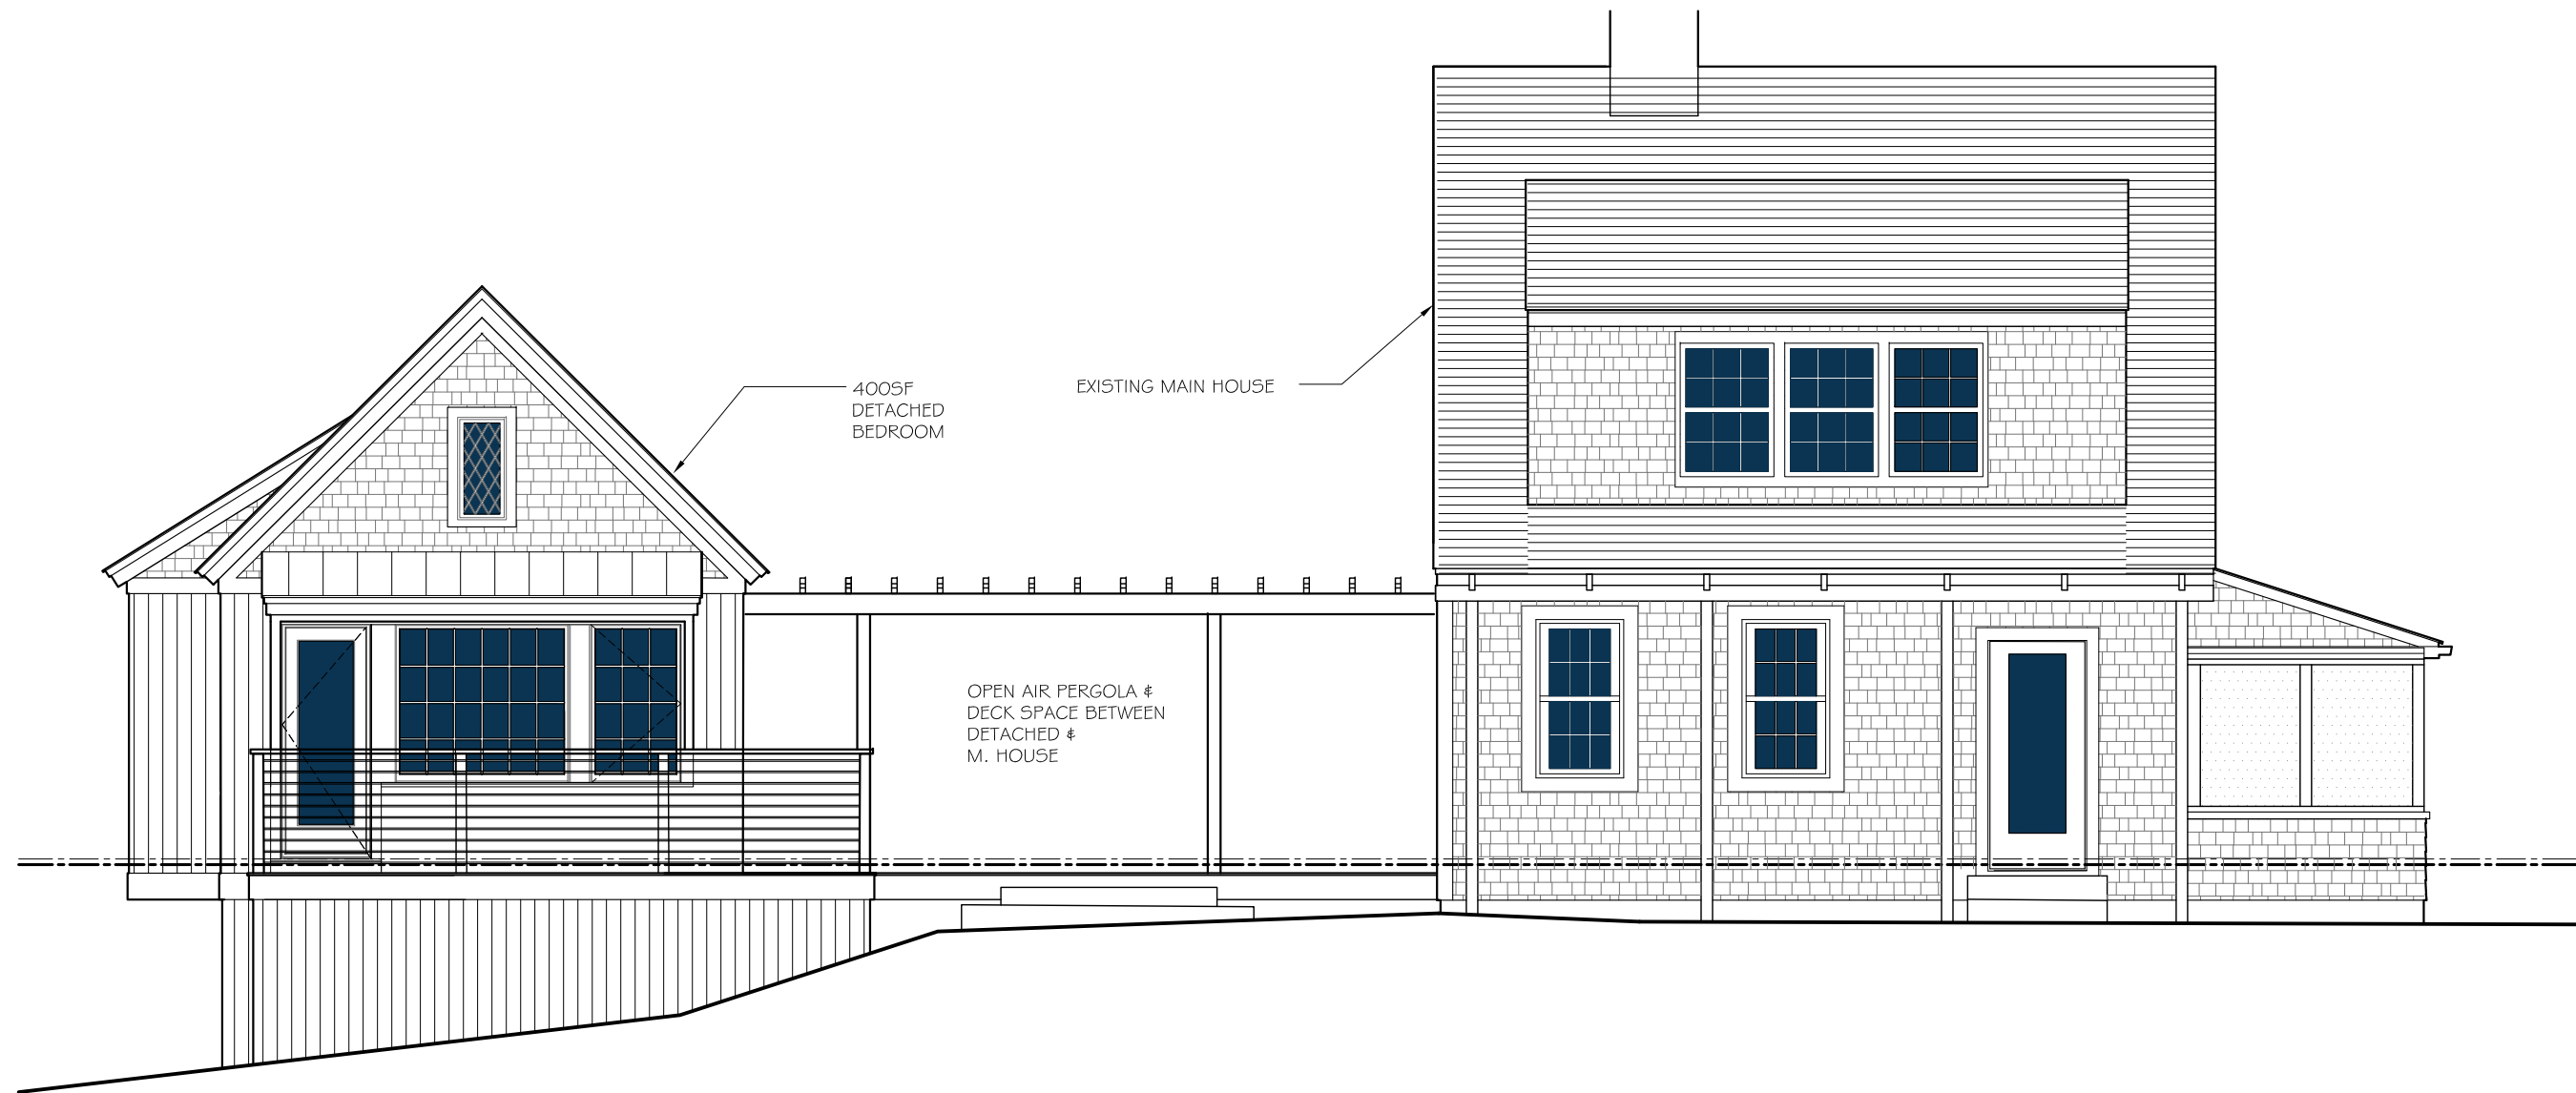 400SF
DETACHED
BEDROOM
EXISTING MAIN HOUSE
OPEN AIR PERGOLA &
DECK SPACE BETWEEN
DETACHED &
M. HOUSE